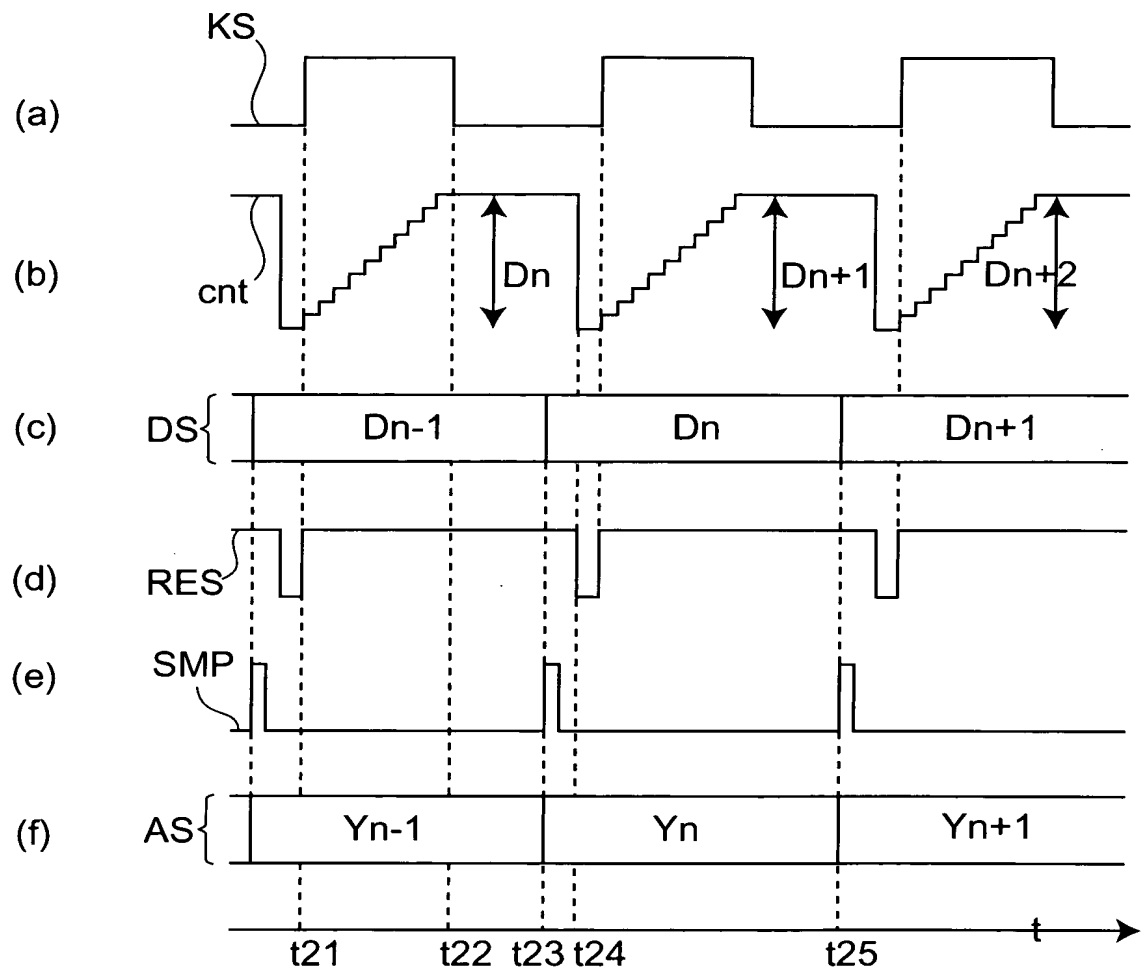 KS
(a)
(b)
cnt
Dn
Dn+1
Dn+2
(c)
DS
Dn-1
Dn
Dn+1
(d)
RES
(e)
SMP
(f)
AS
Yn-1
Yn
Yn+1
t
t21
t22
t23
t24
t25